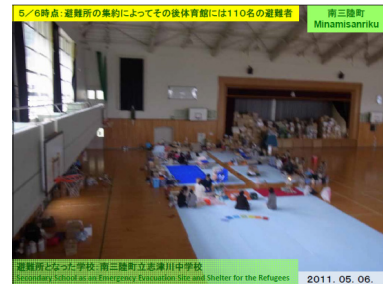 5／6時点：避難所の集約によってその後体育館には110名の避難者
南三陸町
Minamisanriku
避難所となった学校：南三陸町立志津川中学校
Secondary School as an Emergency Evacuation Site and Shelter for the Refugees
2011. 05. 06.